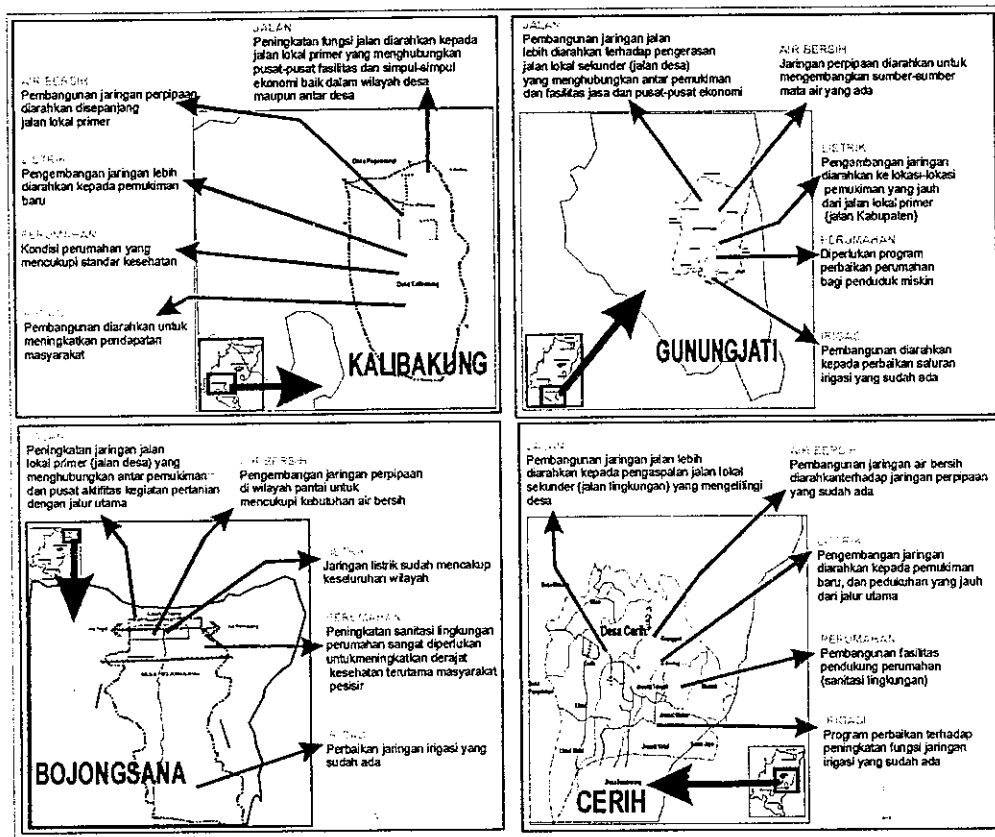 JALAN
Peningkatan fungsi jalan diarahkan kepada
jalan lokal primer yang menghubungkan
pusat-pusat fasilitas dan simpul-simpul
ekonomi baik dalam wilayah desa
maupun antar desa
AIR BERSIH
Pembangunan jaringan perpipaan
diarahkan disepanjang
jalan lokal primer
LISTRIK
Pengembangan jaringan lebih
diarahkan kepada pemukiman
baru
PERUMAHAN
Kondisi perumahan yang
mencukupi standar kesehatan
Pembangunan diarahkan untuk
meningkatkan pendapatan
masyarakat
Desa Kalibakung
KALIBAKUNG
JALAN
Pembangunan jaringan jalan
lebih diarahkan terhadap pengerasan
jalan lokal sekunder (jalan desa)
yang menghubungkan antar pemukiman
dan fasilitas jasa dan pusat-pusat ekonomi
AIR BERSIH
Jaringan perpipaan diarahkan untuk
mengembangkan sumber-sumber
mata air yang ada
LISTRIK
Pengambangan jaringan
diarahkan ke lokasi-lokasi
pemukiman yang jauh
dari jalan lokal primer
(jalan Kabupaten)
PERUMAHAN
Diperlukan program
perbaikan perumahan
bagi penduduk miskin
IRIGASI
Pembangunan diarahkan
kepada perbaikan saluran
irigasi yang sudah ada
GUNUNGJATI
JALAN
Peningkatan jaringan jalan
lokal primer (jalan desa) yang
menghubungkan antar pemukiman
dan pusat aktifitas kegiatan pertanian
dengan jalur utama
AIR BERSIH
Pengembangan jaringan perpipaan
di wilayah pantai untuk
mencukupi kebutuhan air bersih
LISTRIK
Jaringan listrik sudah mencakup
keseluruhan wilayah
PERUMAHAN
Peningkatan sanitasi lingkungan
perumahan sangat diperlukan
untukmeningkatkan derajat
kesehatan terutama masyarakat
pesisir
Perbaikan jaringan irigasi yang
sudah ada
BOJONGSANA
JALAN
Pembangunan jaringan jalan lebih
diarahkan kepada pengaspalan jalan lokal
sekunder (jalan lingkungan) yang mengelilingi
desa
AIR BERSIH
Pembangunan jaringan air bersih
diarahkanterhadap jaringan perpipaan
yang sudah ada
LISTRIK
Pengembangan jaringan
diarahkan kepada pemukiman
baru, dan pedukuhan yang jauh
dari jalur utama
PERUMAHAN
Pembangunan fasilitas
pendukung perumahan
(sanitasi lingkungan)
IRIGASI
Program perbaikan terhadap
peningkatan fungsi jaringan
irigasi yang sudah ada
Desa Cerih
CERIH